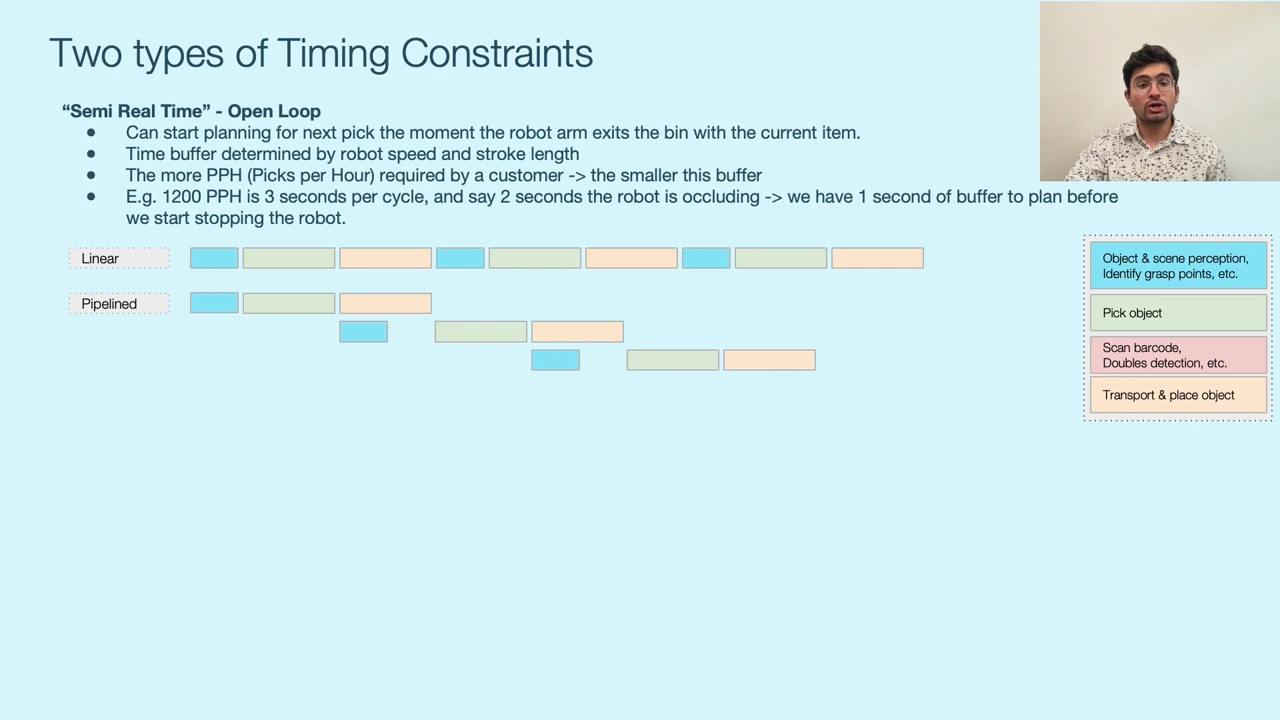 Two types of Timing Constraints
“Semi Real Time” - Open Loop
● Can start planning for next pick the moment the robot arm exits the bin with the current item.
● Time buffer determined by robot speed and stroke length
● The more PPH (Picks per Hour) required by a customer -> the smaller this buffer
● E.g. 1200 PPH is 3 seconds per cycle, and say 2 seconds the robot is occluding -> we have 1 second of buffer to plan before
we start stopping the robot.
Linear
Pipelined
Object & scene perception,
Identify grasp points, etc.
Pick object
Scan barcode,
Doubles detection, etc.
Transport & place object